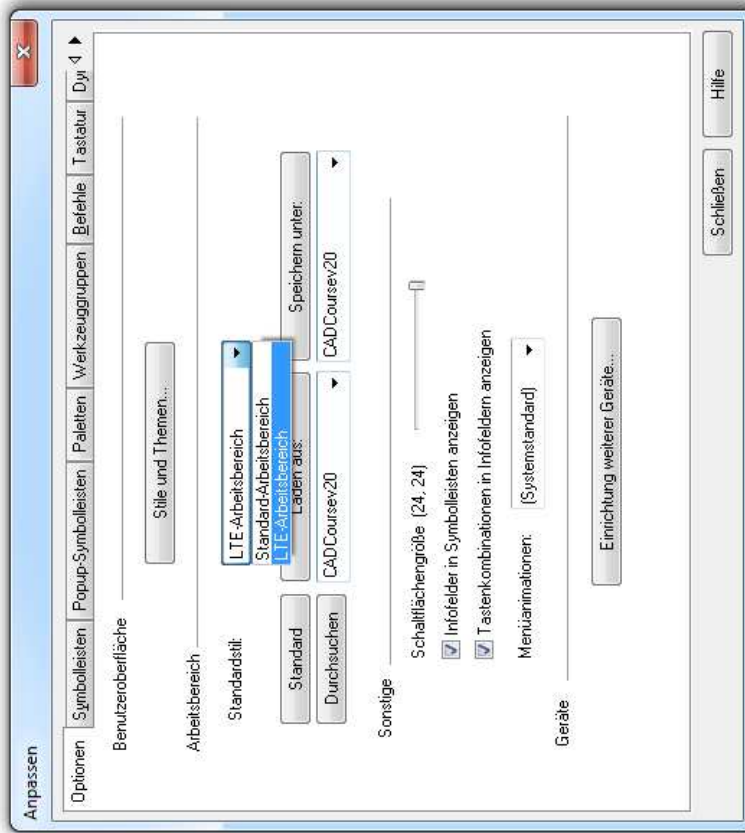 Anpassen
Optionen Symbolleisten Popup-Symbolleisten Paletten Werkzeuggruppen Befehle Tastatur
Benutzeroberfläche
Stile und Themen...
Arbeitsbereich
Standardstil: LTE-Arbeitsbereich
Standard-Arbeitsbereich
LTE-Arbeitsbereich
Standard Laden aus: Speichern unter:
Durchsuchen CADCoursev20 CADCoursev20
Sonstige
Schaltflächengröße (24, 24)
Infofelder in Symbolleisten anzeigen
Tastenkombinationen in Infofeldern anzeigen
Menüanimationen: (Systemstandard)
Geräte
Einrichtung weiterer Geräte...
Schließen Hilfe